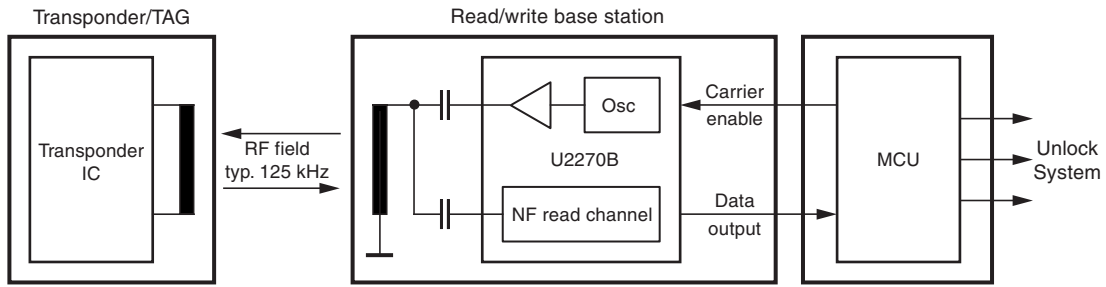 Transponder/TAG
Read/write base station
Transponder
IC
RF field
typ. 125 kHz
Osc
U2270B
NF read channel
Carrier
enable
Data
output
MCU
Unlock
System